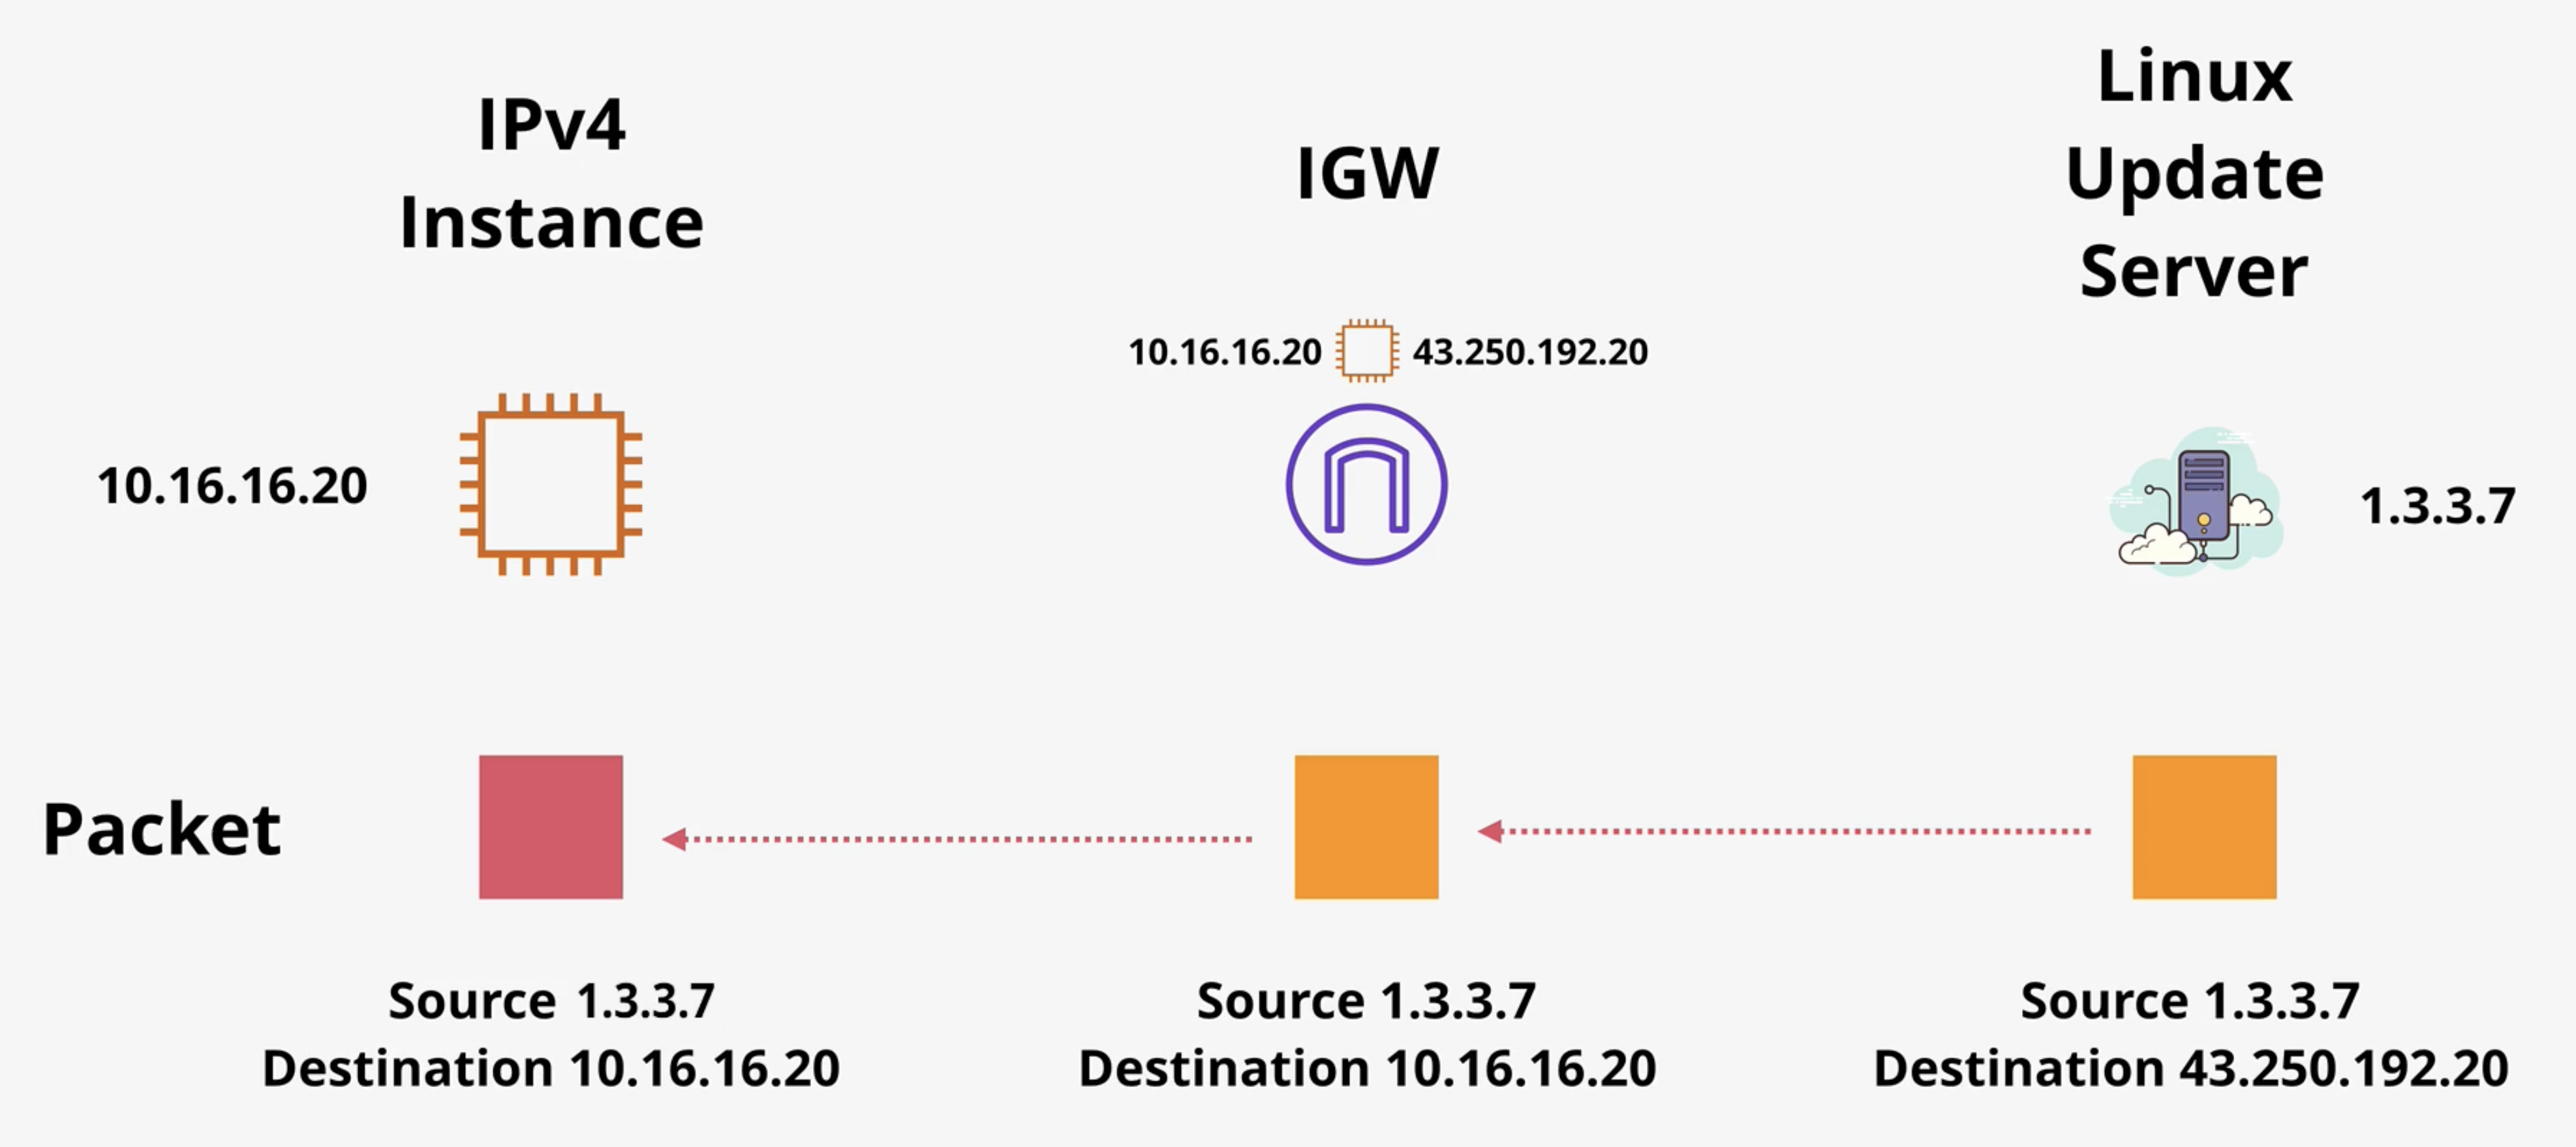 IPv4
Instance
IGW
Linux
Update
Server
10.16.16.20
43.250.192.20
10.16.16.20
1.3.3.7
Packet
Source 1.3.3.7
Destination 10.16.16.20
Source 1.3.3.7
Destination 10.16.16.20
Source 1.3.3.7
Destination 43.250.192.20